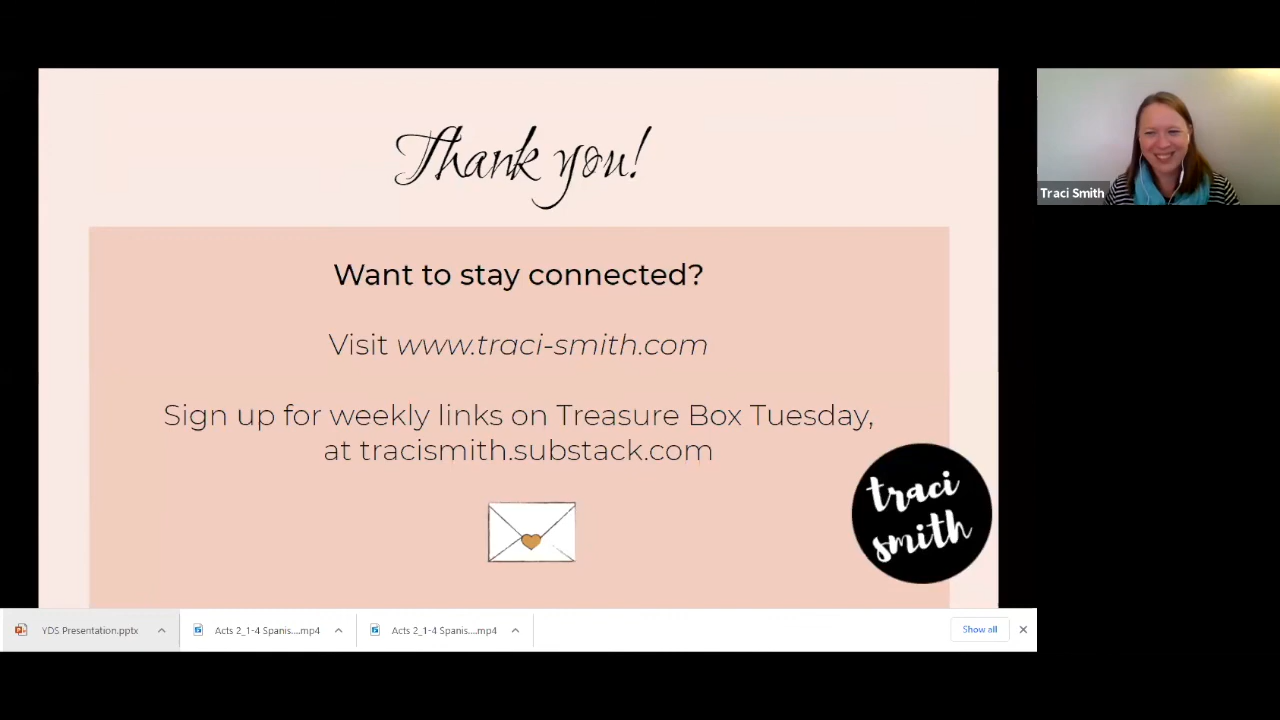 Thank you!
Want to stay connected?
Visit www.traci-smith.com
Sign up for weekly links on Treasure Box Tuesday,
at tracismith.substack.com
traci
smith
Traci Smith
YDS Presentation.pptx
Acts 2_1-4 Spanis....mp4
Acts 2_1-4 Spanis....mp4
Show all